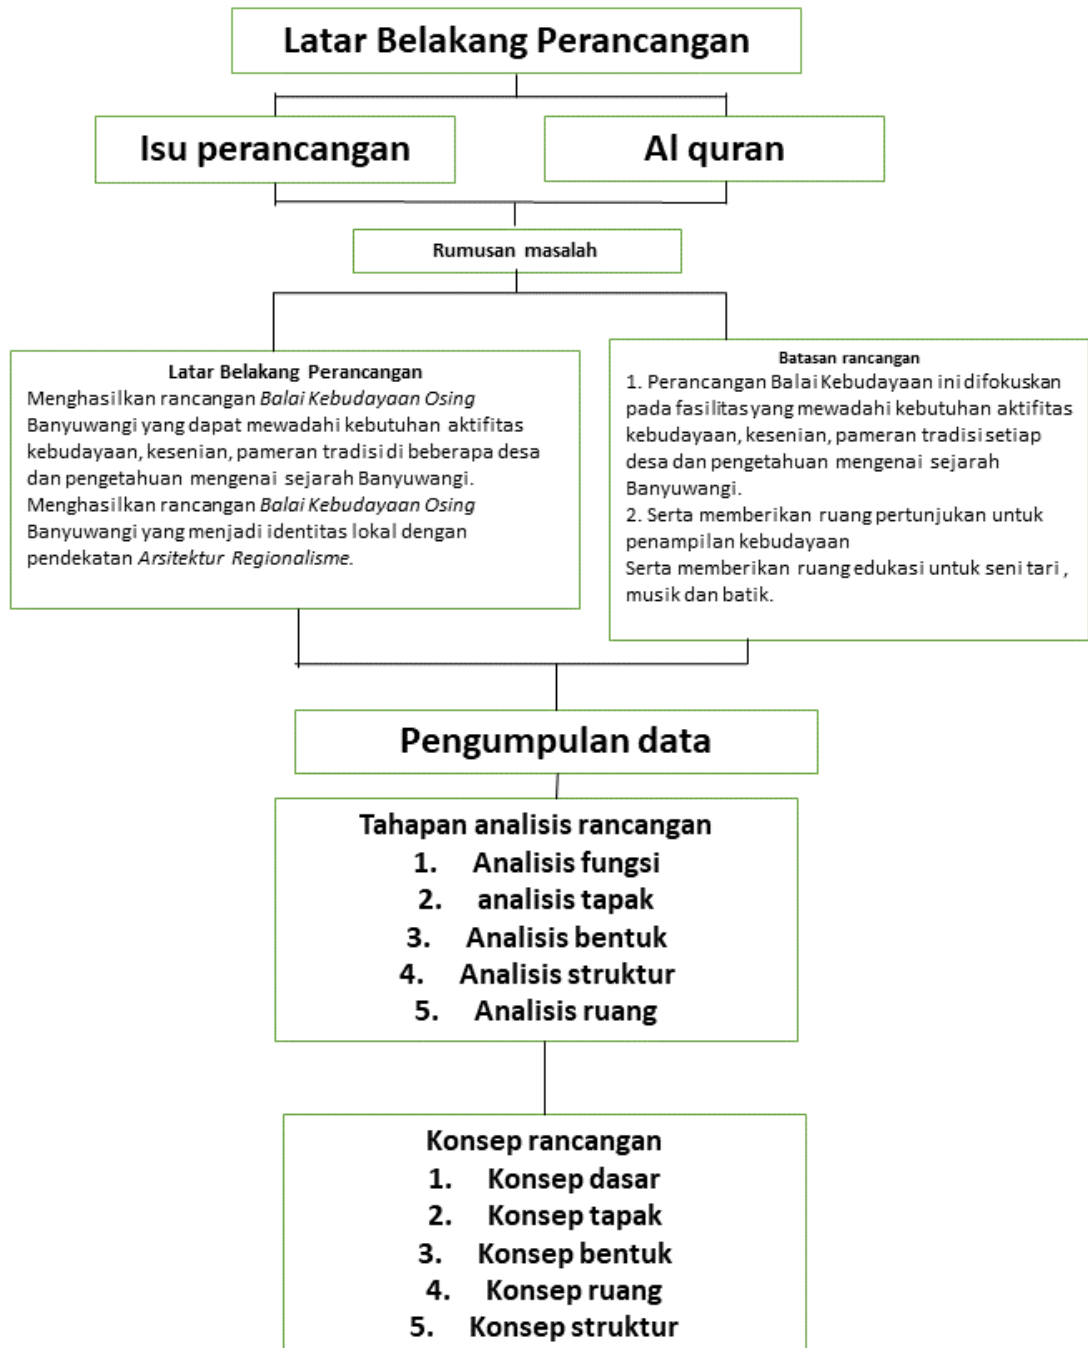 Latar Belakang Perancangan
Isu perancangan
Al quran
Rumusan masalah
Latar Belakang Perancangan
Menghasilkan rancangan Balai Kebudayaan Osing
Banyuwangi yang dapat mewadahi kebutuhan aktifitas
kebudayaan, kesenian, pameran tradisi di beberapa desa
dan pengetahuan mengenai sejarah Banyuwangi.
Menghasilkan rancangan Balai Kebudayaan Osing
Banyuwangi yang menjadi identitas lokal dengan
pendekatan Arsitektur Regionalisme.
Batasan rancangan
1. Perancangan Balai Kebudayaan ini difokuskan
pada fasilitas yang mewadahi kebutuhan aktifitas
kebudayaan, kesenian, pameran tradisi setiap
desa dan pengetahuan mengenai sejarah
Banyuwangi.
2. Serta memberikan ruang pertunjukan untuk
penampilan kebudayaan
Serta memberikan ruang edukasi untuk seni tari ,
musik dan batik.
Pengumpulan data
Tahapan analisis rancangan
1. Analisis fungsi
2. analisis tapak
3. Analisis bentuk
4. Analisis struktur
5. Analisis ruang
Konsep rancangan
1. Konsep dasar
2. Konsep tapak
3. Konsep bentuk
4. Konsep ruang
5. Konsep struktur